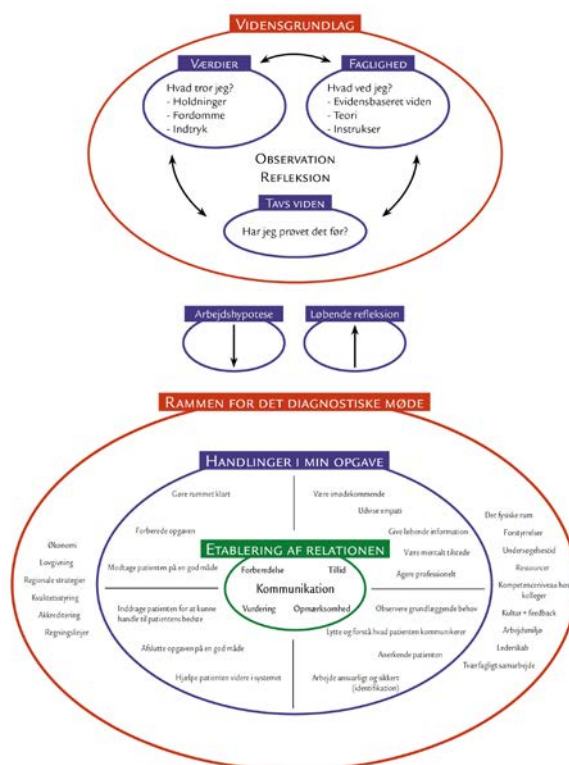 VIDENSGRUNDLAG
VÆRDIER
Hvad tror jeg?
- Holdninger
- Fordomme
- Indtryk
FAGLIGHED
Hvad ved jeg?
- Evidensbaseret viden
- Teori
- Instrukser
OBSERVATION
REFLEKSION
TAVS VIDEN
Har jeg prøvet det før?
Arbejdshypotese
Løbende refleksion
RAMMEN FOR DET DIAGNOSTISKE MØDE
HANDLINGER I MIN OPGAVE
Gøre rummet klart
Forberede opgaven
Modtage patienten på en god måde
Være imødekommende
Udvise empati
Give løbende information
Være mentalt tilstede
Agere professionelt
ETABLERING AF RELATIONEN
Forberedelse
Tillid
Kommunikation
Vurdering
Opmærksomhed
Inddrage patienten for at kunne
handle til patientens bedste
Afslutte opgaven på en god måde
Hjælpe patienten videre i systemet
Observere grundlæggende behov
Lytte og forstå hvad patienten kommunikerer
Anerkende patienten
Arbejde ansvarligt og sikkert
(identifikation)
Økonomi
Lovgivning
Regionale strategier
Kvalitetsstyring
Akkreditering
Retningslinjer
Det fysiske rum
Forstyrrelser
Undersøgelsestid
Ressourcer
Kompetenceniveau hos
kolleger
Kultur + feedback
Arbejdsmiljø
Lederskab
Tværfagligt samarbejde